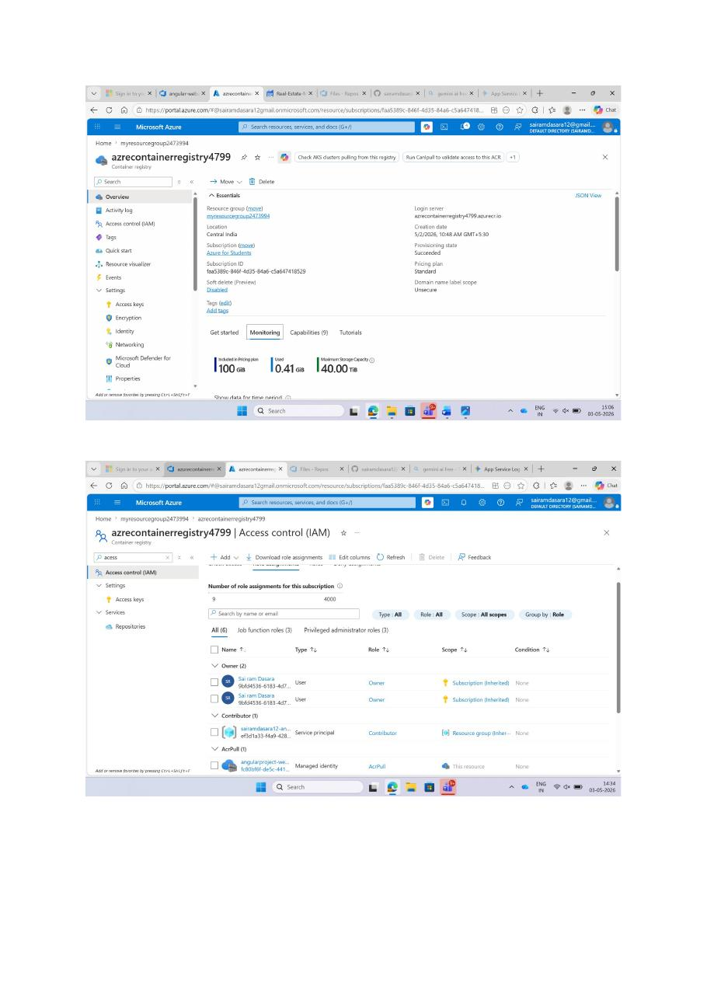 Sign in to yo
angular-web
azrecontaine
Real-Estate-M
Files - Repos
sairamdasara
gemini ai free
App Service
https://portal.azure.com/#@sairamdasara12gmail.onmicrosoft.com/resource/subscriptions/faa5389c-846f-4d35-84a6-c5a647418...
Chat
Microsoft Azure
Search resources, services, and docs (G+/)
sairamdasara12@gmail....
DEFAULT DIRECTORY (SAIRAMD...
Home > myresourcegroup2473994
azrecontainerregistry4799
Check AKS clusters pulling from this registry
Run CanIpull to validate access to this ACR
+1
Container registry
Search
Move
Delete
Overview
Activity log
Access control (IAM)
Tags
Quick start
Resource visualizer
Events
Settings
Access keys
Encryption
Identity
Networking
Microsoft Defender for
Cloud
Properties
Add or remove favorites by pressing Ctrl+Shift+F
Essentials
JSON View
Resource group (move)
myresourcegroup2473994
Location
Central India
Subscription (move)
Azure for Students
Subscription ID
faa5389c-846f-4d35-84a6-c5a647418529
Soft delete (Preview)
Disabled
Tags (edit)
Add tags
Login server
azrecontainerregistry4799.azurecr.io
Creation date
5/2/2026, 10:48 AM GMT+5:30
Provisioning state
Succeeded
Pricing plan
Standard
Domain name label scope
Unsecure
Get started
Monitoring
Capabilities (9)
Tutorials
Included in Pricing plan
100 GiB
Used
0.41 GiB
Maximum Storage Capacity
40.00 TiB
Show data for time period
Search
9+
ENG
IN
15:06
03-05-2026
Sign in to your a
azurecontainerre
azrecontainerreg
Files - Repos
sairamdasara12/
gemini ai free -
App Service Log
https://portal.azure.com/#@sairamdasara12gmail.onmicrosoft.com/resource/subscriptions/faa5389c-846f-4d35-84a6-c5a647418...
Chat
Microsoft Azure
Search resources, services, and docs (G+/)
sairamdasara12@gmail....
DEFAULT DIRECTORY (SAIRAMD...
Home > myresourcegroup2473994 > azrecontainerregistry4799
azrecontainerregistry4799 | Access control (IAM)
Container registry
acess
Add
Download role assignments
Edit columns
Refresh
Delete
Feedback
Access control (IAM)
Settings
Access keys
Services
Repositories
Add or remove favorites by pressing Ctrl+Shift+F
Number of role assignments for this subscription
9
4000
Search by name or email
Type : All
Role : All
Scope : All scopes
Group by : Role
All (6)
Job function roles (3)
Privileged administrator roles (3)
Name
Type
Role
Scope
Condition
Owner (2)
SR
Sai ram Dasara
9bfd4536-6183-4d7...
User
Owner
Subscription (Inherited)
None
SR
Sai ram Dasara
9bfd4536-6183-4d7...
User
Owner
Subscription (Inherited)
None
Contributor (1)
sairamdasara12-an...
ef3d1a33-f4a9-428...
Service principal
Contributor
Resource group (Inher···
None
AcrPull (1)
angularproject-we...
fc80bf6f-de5c-441...
Managed identity
AcrPull
This resource
None
Search
9+
ENG
IN
14:34
03-05-2026